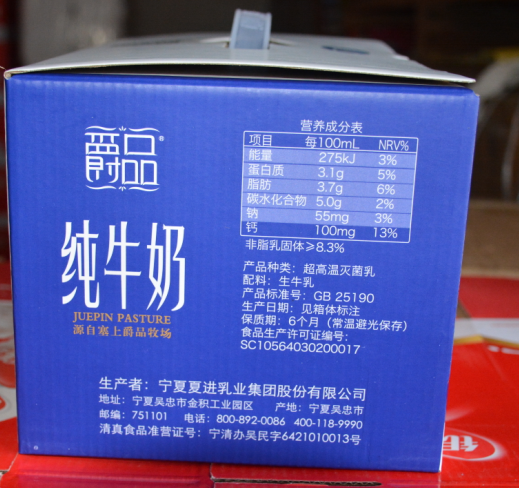 爵品®
纯牛奶
JUEPIN PASTURE
源自塞上爵品牧场
营养成分表
项目 每100mL NRV%
能量 275kJ 3%
蛋白质 3.1g 5%
脂肪 3.7g 6%
碳水化合物 5.0g 2%
钠 55mg 3%
钙 100mg 13%
非脂乳固体≥8.3%
产品种类：超高温灭菌乳
配料：生牛乳
产品标准号：GB 25190
生产日期：见箱体标注
保质期：6个月（常温避光保存）
食品生产许可证编号：
SC10564030200017
生产者：宁夏夏进乳业集团股份有限公司
地址：宁夏吴忠市金积工业园区 产地：宁夏吴忠市
邮编：751101 电话：800-892-0086 400-118-9990
清真食品准营证号：宁清办吴民字6421010013号